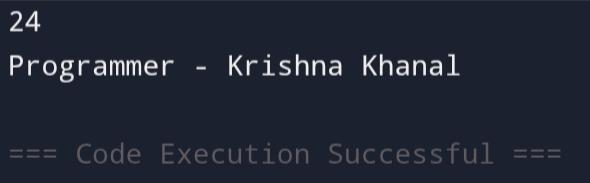 24
Programmer - Krishna Khanal
=== Code Execution Successful ===